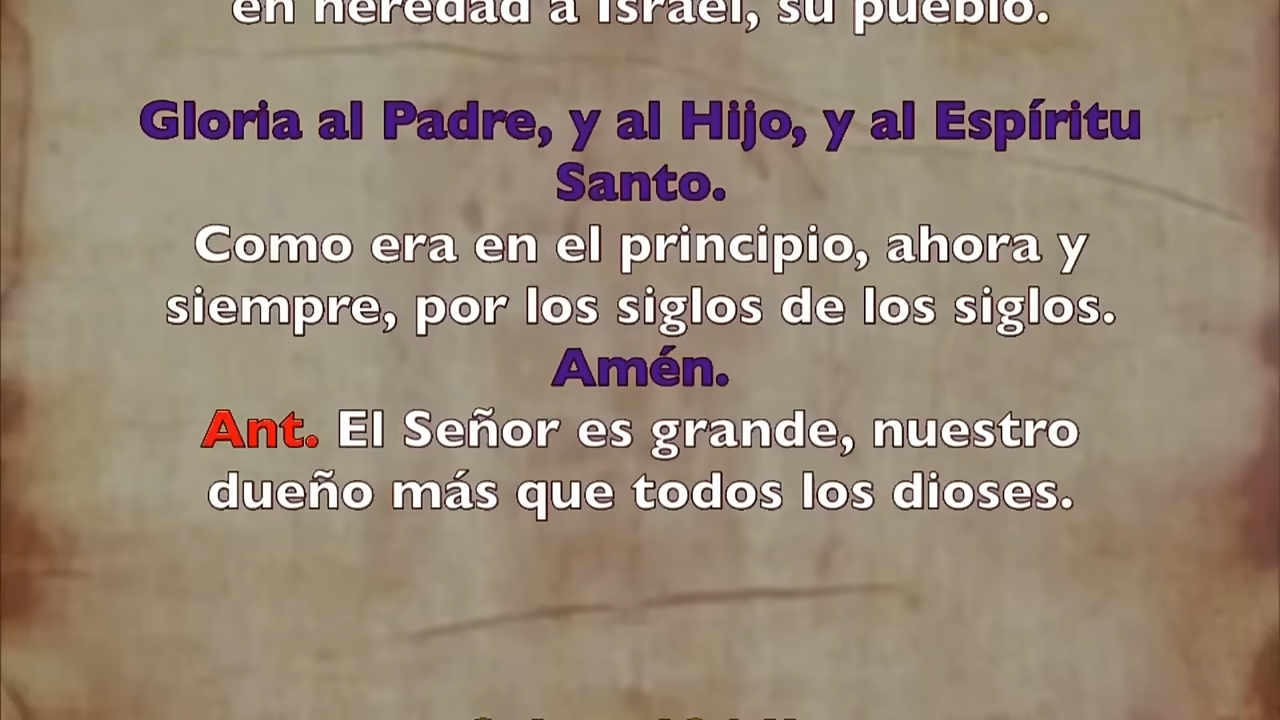 en heredad a Israel, su pueblo.
Gloria al Padre, y al Hijo, y al Espíritu
Santo.
Como era en el principio, ahora y
siempre, por los siglos de los siglos.
Amén.
Ant. El Señor es grande, nuestro
dueño más que todos los dioses.